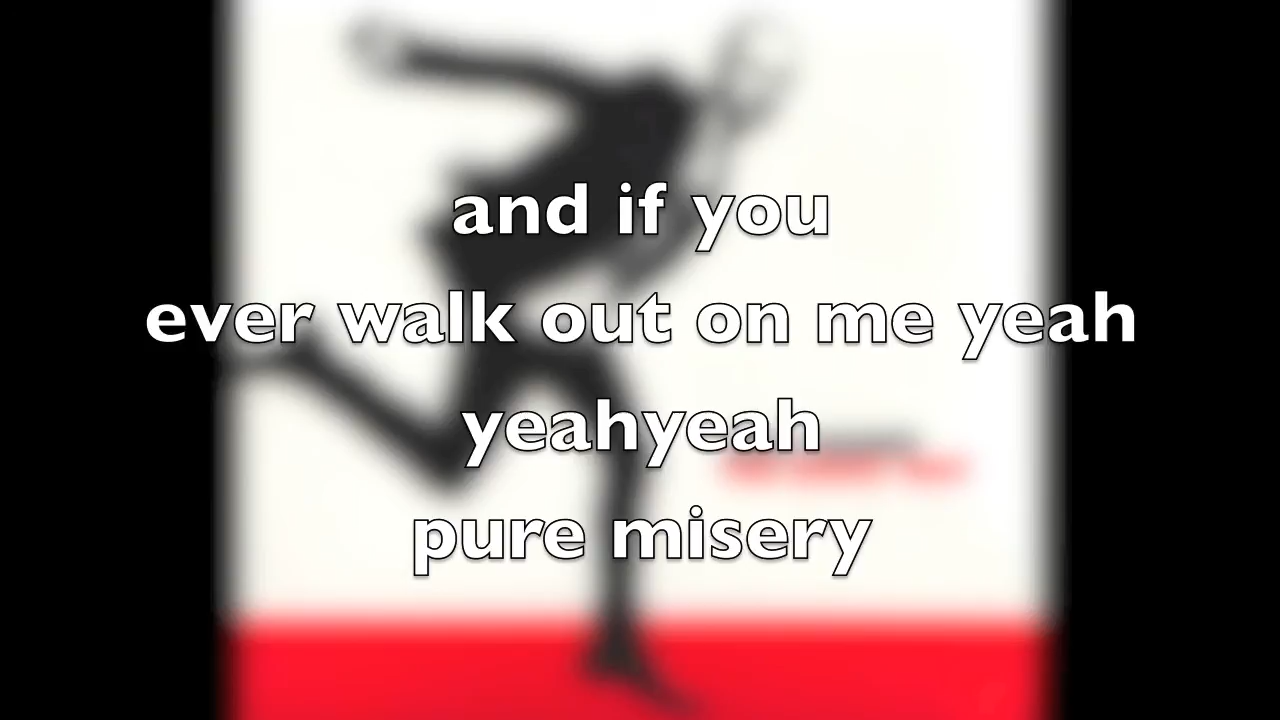 and if you
ever walk out on me yeah
yeahyeah
pure misery